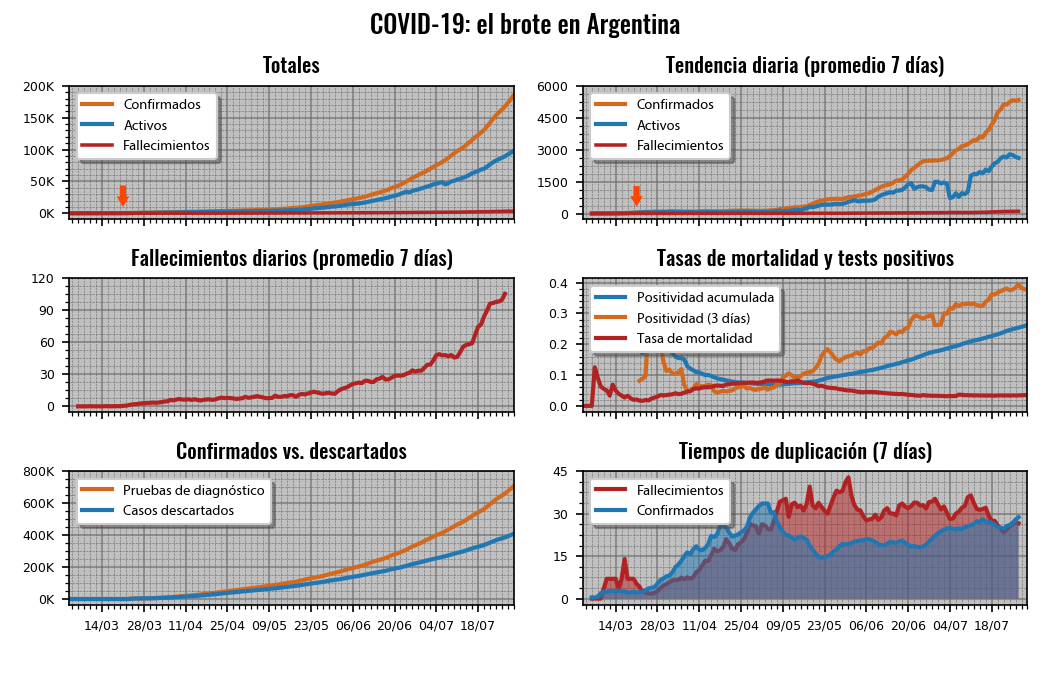 COVID-19: el brote en Argentina
Totales
200K
150K
100K
50K
0K
Confirmados
Activos
Fallecimientos
Tendencia diaria (promedio 7 días)
6000
4500
3000
1500
0
Confirmados
Activos
Fallecimientos
Fallecimientos diarios (promedio 7 días)
120
90
60
30
0
Tasas de mortalidad y tests positivos
0.4
0.3
0.2
0.1
0.0
Positividad acumulada
Positividad (3 días)
Tasa de mortalidad
Confirmados vs. descartados
800K
600K
400K
200K
0K
Pruebas de diagnóstico
Casos descartados
14/03 28/03 11/04 25/04 09/05 23/05 06/06 20/06 04/07 18/07
Tiempos de duplicación (7 días)
45
30
15
0
Fallecimientos
Confirmados
14/03 28/03 11/04 25/04 09/05 23/05 06/06 20/06 04/07 18/07